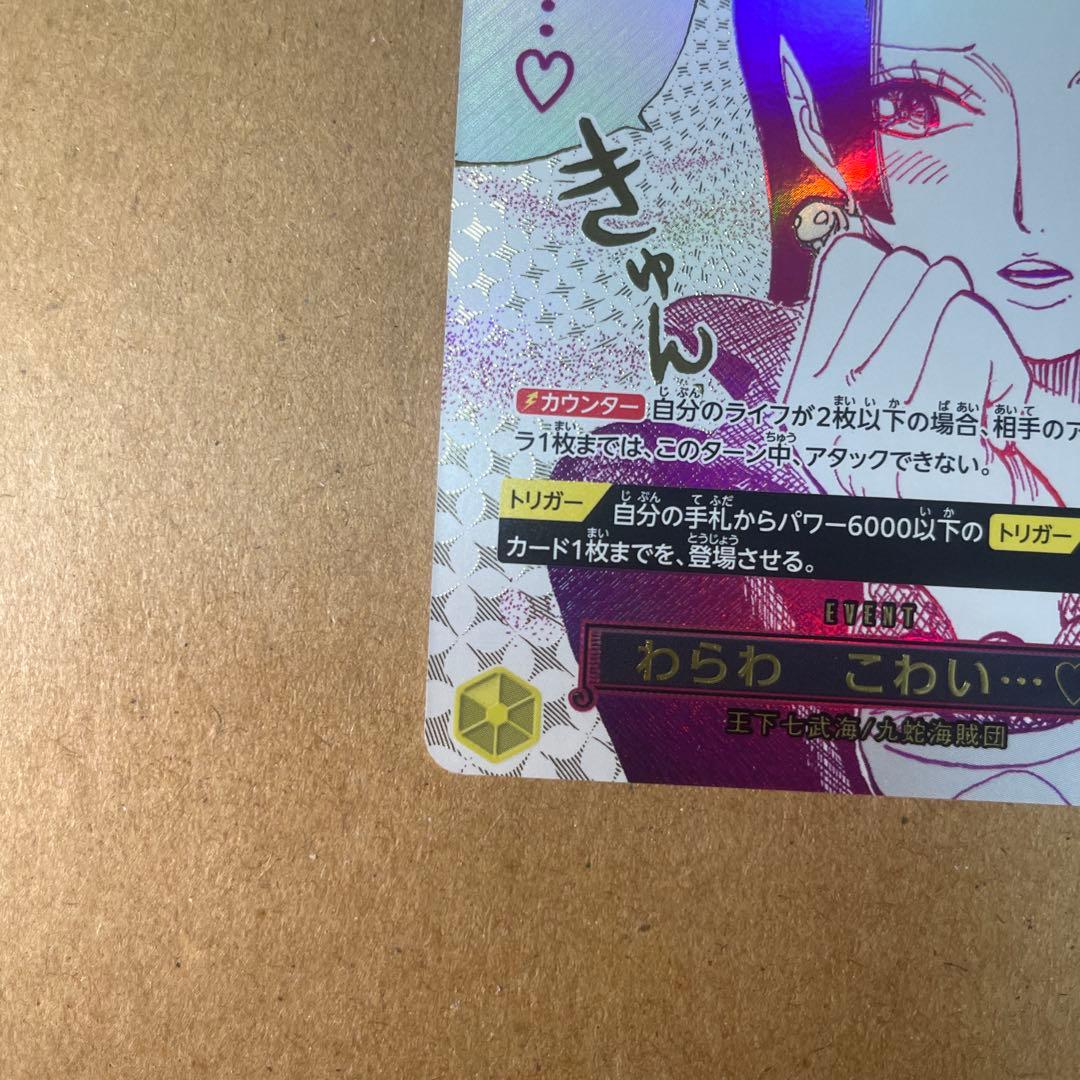 …♡
きゅん
カウンター 自分のライフが2枚以下の場合、相手のア
ラ1枚までは、このターン中、アタックできない。
トリガー 自分の手札からパワー6000以下の トリガー
カード1枚までを、登場させる。
EVENT
わらわ　こわい…♡
王下七武海/九蛇海賊団